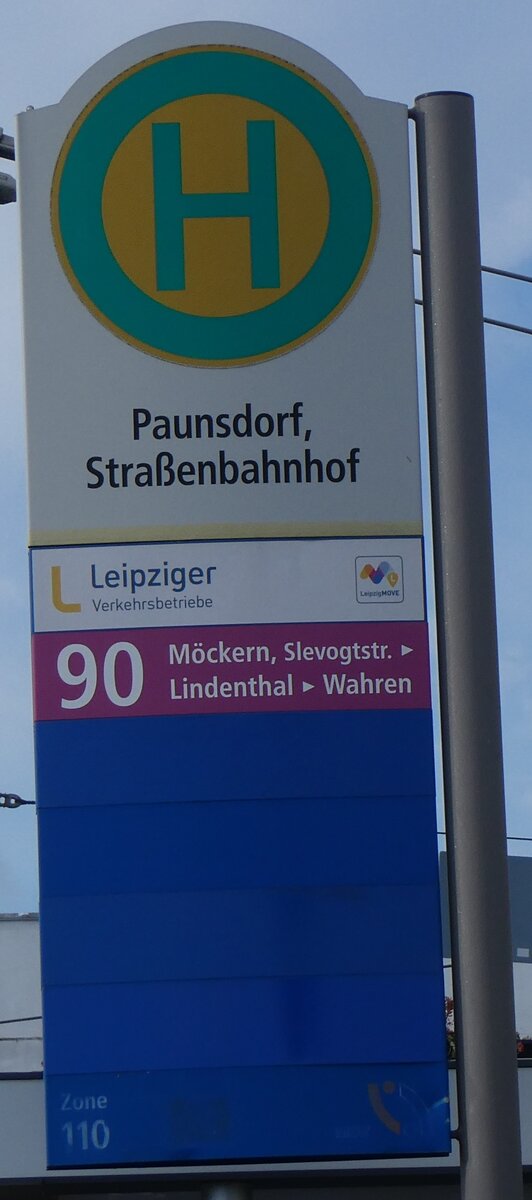 H
Paunsdorf,
Straßenbahnhof
Leipziger
Verkehrsbetriebe
LeipzigMOVE
90 Möckern, Slevogtstr. ▸
Lindenthal ▸ Wahren
Zone
110